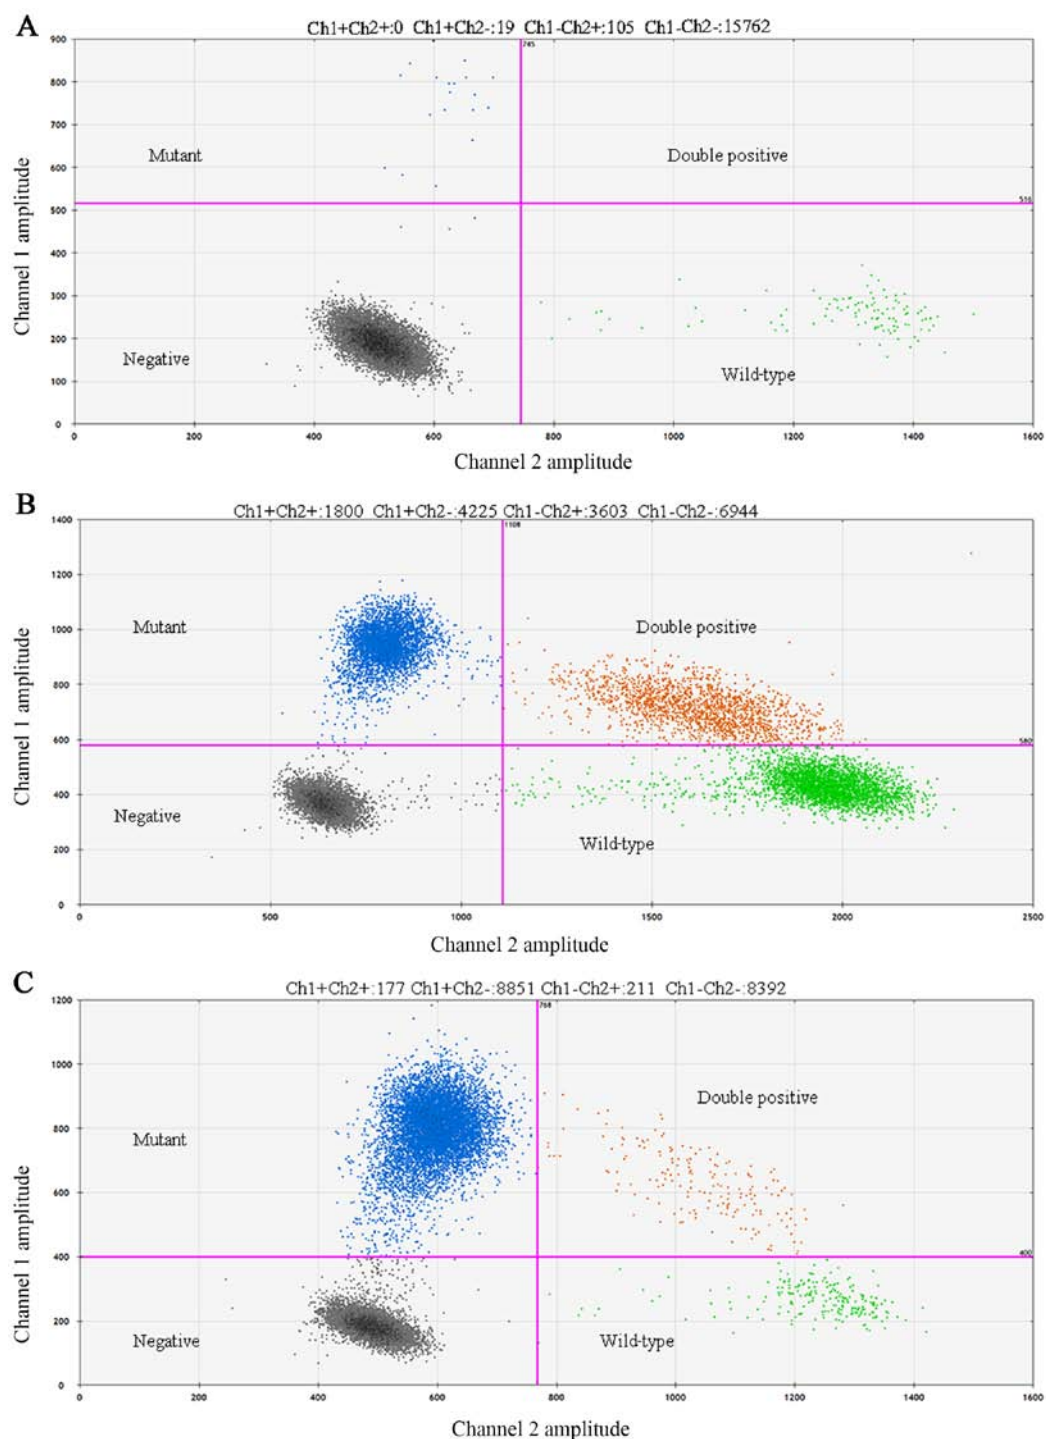 A
Ch1+Ch2+:0 Ch1+Ch2-:19 Ch1-Ch2+:105 Ch1-Ch2-:15762
900
800
700
600
500
400
300
200
100
0
745
516
Mutant
Double positive
Negative
Wild-type
Channel 1 amplitude
0 200 400 600 800 1000 1200 1400 1600
Channel 2 amplitude
B
Ch1+Ch2+:1800 Ch1+Ch2-:4225 Ch1-Ch2+:3603 Ch1-Ch2-:6944
1400
1200
1000
800
600
400
200
0
1108
580
Mutant
Double positive
Negative
Wild-type
Channel 1 amplitude
0 500 1000 1500 2000 2500
Channel 2 amplitude
C
Ch1+Ch2+:177 Ch1+Ch2-:8851 Ch1-Ch2+:211 Ch1-Ch2-:8392
1200
1000
800
600
400
200
0
768
400
Double positive
Mutant
Negative
Wild-type
Channel 1 amplitude
0 200 400 600 800 1000 1200 1400 1600
Channel 2 amplitude